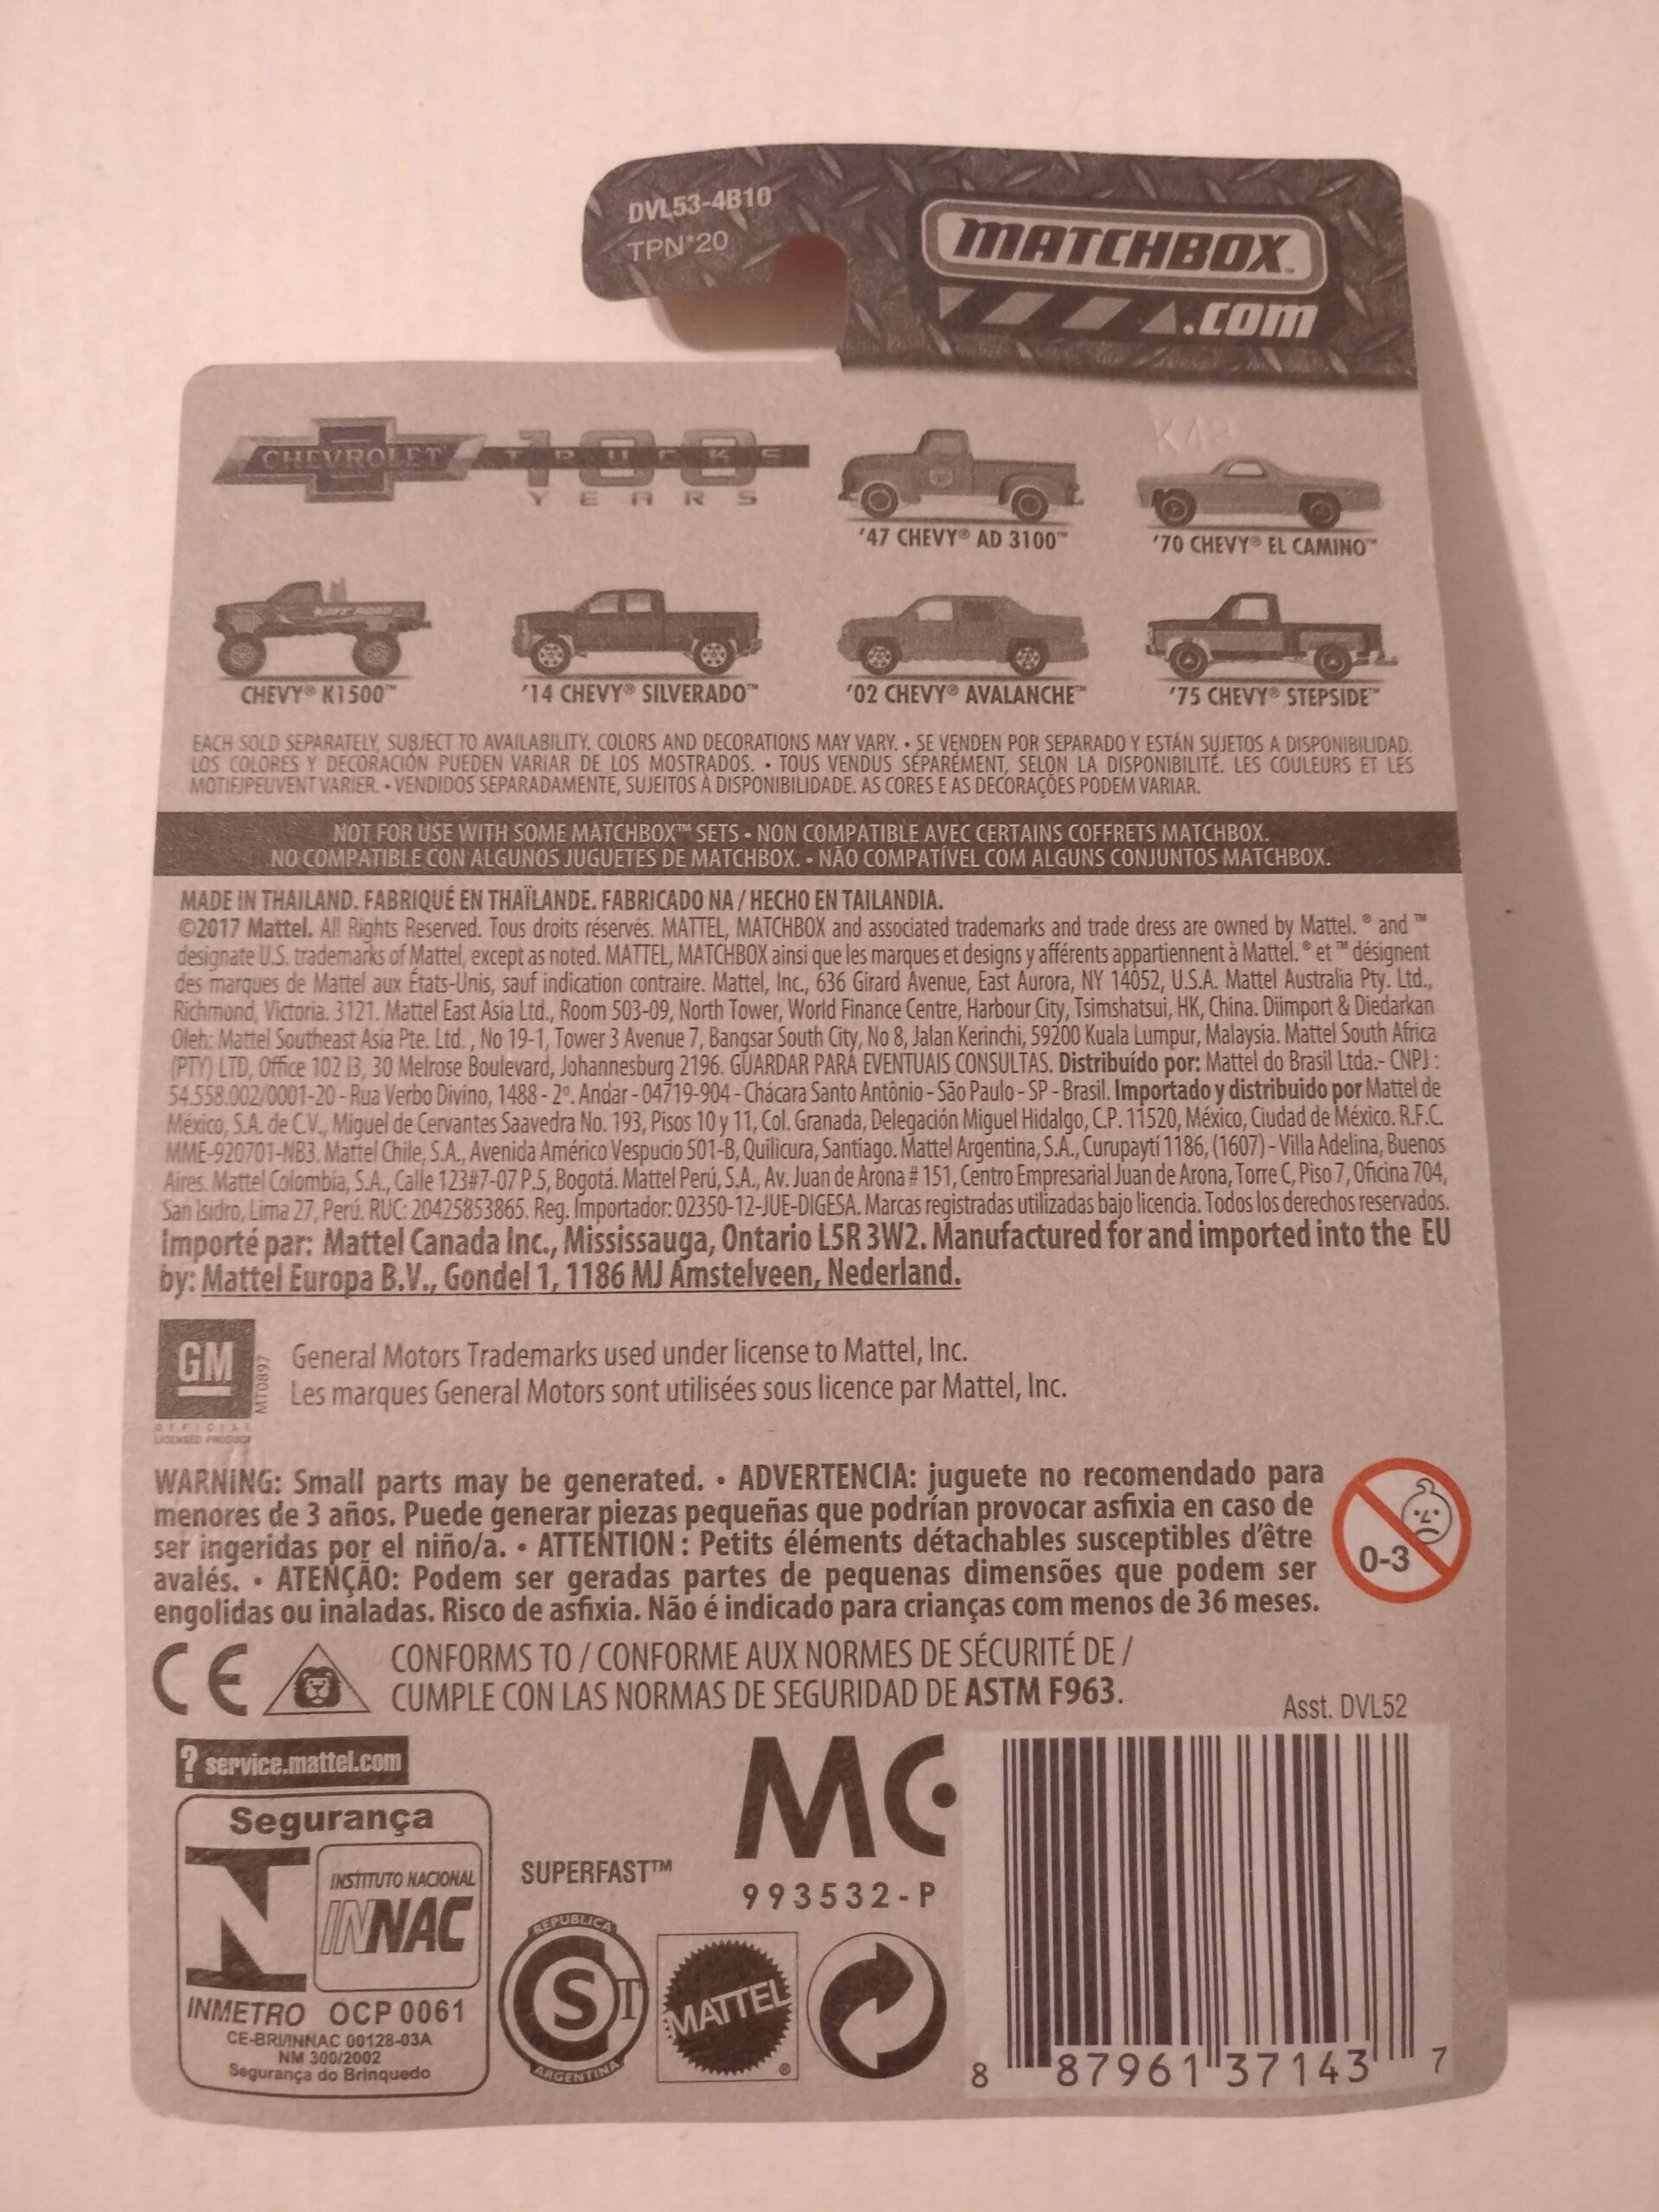 DVL53-4B10
TPN*20
MATCHBOX™
.com
CHEVROLET TRUCKS
100
YEARS
K48
'47 CHEVY® AD 3100™
'70 CHEVY® EL CAMINO™
CHEVY® K1500™
'14 CHEVY® SILVERADO™
'02 CHEVY® AVALANCHE™
'75 CHEVY® STEPSIDE™
EACH SOLD SEPARATELY, SUBJECT TO AVAILABILITY. COLORS AND DECORATIONS MAY VARY. • SE VENDEN POR SEPARADO Y ESTÁN SUJETOS A DISPONIBILIDAD.
LOS COLORES Y DECORACIÓN PUEDEN VARIAR DE LOS MOSTRADOS. • TOUS VENDUS SÉPARÉMENT, SELON LA DISPONIBILITÉ. LES COULEURS ET LES
MOTIFJPEUVENT VARIER. • VENDIDOS SEPARADAMENTE, SUJEITOS À DISPONIBILIDADE. AS CORES E AS DECORAÇÕES PODEM VARIAR.
NOT FOR USE WITH SOME MATCHBOX™ SETS • NON COMPATIBLE AVEC CERTAINS COFFRETS MATCHBOX.
NO COMPATIBLE CON ALGUNOS JUGUETES DE MATCHBOX. • NÃO COMPATÍVEL COM ALGUNS CONJUNTOS MATCHBOX.
MADE IN THAILAND. FABRIQUÉ EN THAÏLANDE. FABRICADO NA / HECHO EN TAILANDIA.
©2017 Mattel. All Rights Reserved. Tous droits réservés. MATTEL, MATCHBOX and associated trademarks and trade dress are owned by Mattel. ® and ™
designate U.S. trademarks of Mattel, except as noted. MATTEL, MATCHBOX ainsi que les marques et designs y afférents appartiennent à Mattel. ® et ™ désignent
des marques de Mattel aux États-Unis, sauf indication contraire. Mattel, Inc., 636 Girard Avenue, East Aurora, NY 14052, U.S.A. Mattel Australia Pty. Ltd.,
Richmond, Victoria. 3121. Mattel East Asia Ltd., Room 503-09, North Tower, World Finance Centre, Harbour City, Tsimshatsui, HK, China. Diimport & Diedarkan
Oleh: Mattel Southeast Asia Pte. Ltd. , No 19-1, Tower 3 Avenue 7, Bangsar South City, No 8, Jalan Kerinchi, 59200 Kuala Lumpur, Malaysia. Mattel South Africa
(PTY) LTD, Office 102 I3, 30 Melrose Boulevard, Johannesburg 2196. GUARDAR PARA EVENTUAIS CONSULTAS. Distribuído por: Mattel do Brasil Ltda.- CNPJ :
54.558.002/0001-20 - Rua Verbo Divino, 1488 - 2º. Andar - 04719-904 - Chácara Santo Antônio - São Paulo - SP - Brasil. Importado y distribuido por Mattel de
México, S.A. de C.V., Miguel de Cervantes Saavedra No. 193, Pisos 10 y 11, Col. Granada, Delegación Miguel Hidalgo, C.P. 11520, México, Ciudad de México. R.F.C.
MME-920701-NB3. Mattel Chile, S.A., Avenida Américo Vespucio 501-B, Quilicura, Santiago. Mattel Argentina, S.A., Curupaytí 1186, (1607) - Villa Adelina, Buenos
Aires. Mattel Colombia, S.A., Calle 123#7-07 P.5, Bogotá. Mattel Perú, S.A., Av. Juan de Arona # 151, Centro Empresarial Juan de Arona, Torre C, Piso 7, Oficina 704,
San Isidro, Lima 27, Perú. RUC: 20425853865. Reg. Importador: 02350-12-JUE-DIGESA. Marcas registradas utilizadas bajo licencia. Todos los derechos reservados.
Importé par: Mattel Canada Inc., Mississauga, Ontario L5R 3W2. Manufactured for and imported into the EU
by: Mattel Europa B.V., Gondel 1, 1186 MJ Amstelveen, Nederland.
GM
MT0897
OFFICIAL
LICENSED PRODUCT
General Motors Trademarks used under license to Mattel, Inc.
Les marques General Motors sont utilisées sous licence par Mattel, Inc.
WARNING: Small parts may be generated. • ADVERTENCIA: juguete no recomendado para
menores de 3 años. Puede generar piezas pequeñas que podrían provocar asfixia en caso de
ser ingeridas por el niño/a. • ATTENTION : Petits éléments détachables susceptibles d'être
avalés. • ATENÇÃO: Podem ser geradas partes de pequenas dimensões que podem ser
engolidas ou inaladas. Risco de asfixia. Não é indicado para crianças com menos de 36 meses.
0-3
CE
CONFORMS TO / CONFORME AUX NORMES DE SÉCURITÉ DE /
CUMPLE CON LAS NORMAS DE SEGURIDAD DE ASTM F963.
Asst. DVL52
? service.mattel.com
Segurança
INSTITUTO NACIONAL
INNAC
INMETRO OCP 0061
CE-BRI/INNAC 00128-03A
NM 300/2002
Segurança do Brinquedo
SUPERFAST™
MC
993532-P
REPUBLICA
S T
ARGENTINA
MATTEL®
8 87961 37143 7